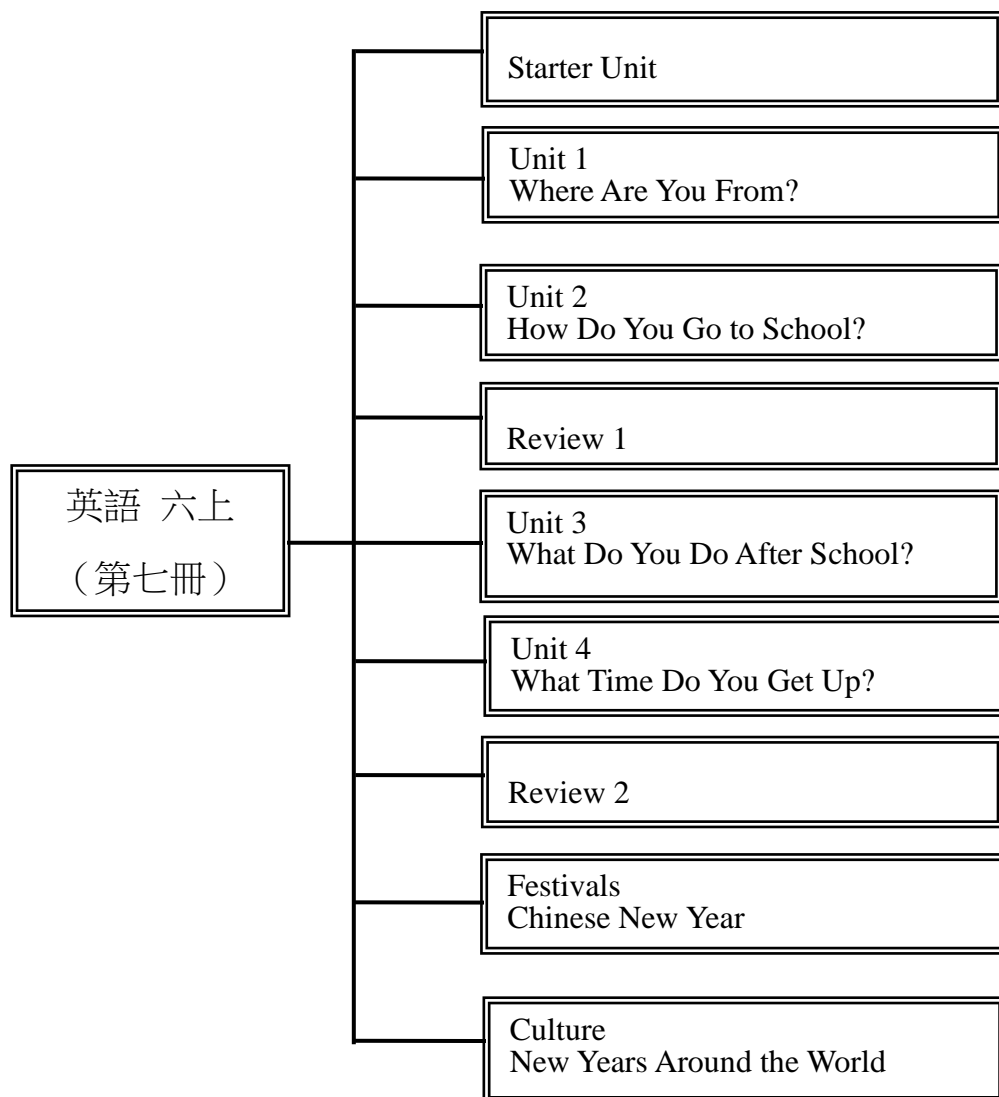 英語 六上
（第七冊）
Starter Unit
Unit 1
Where Are You From?
Unit 2
How Do You Go to School?
Review 1
Unit 3
What Do You Do After School?
Unit 4
What Time Do You Get Up?
Review 2
Festivals
Chinese New Year
Culture
New Years Around the World